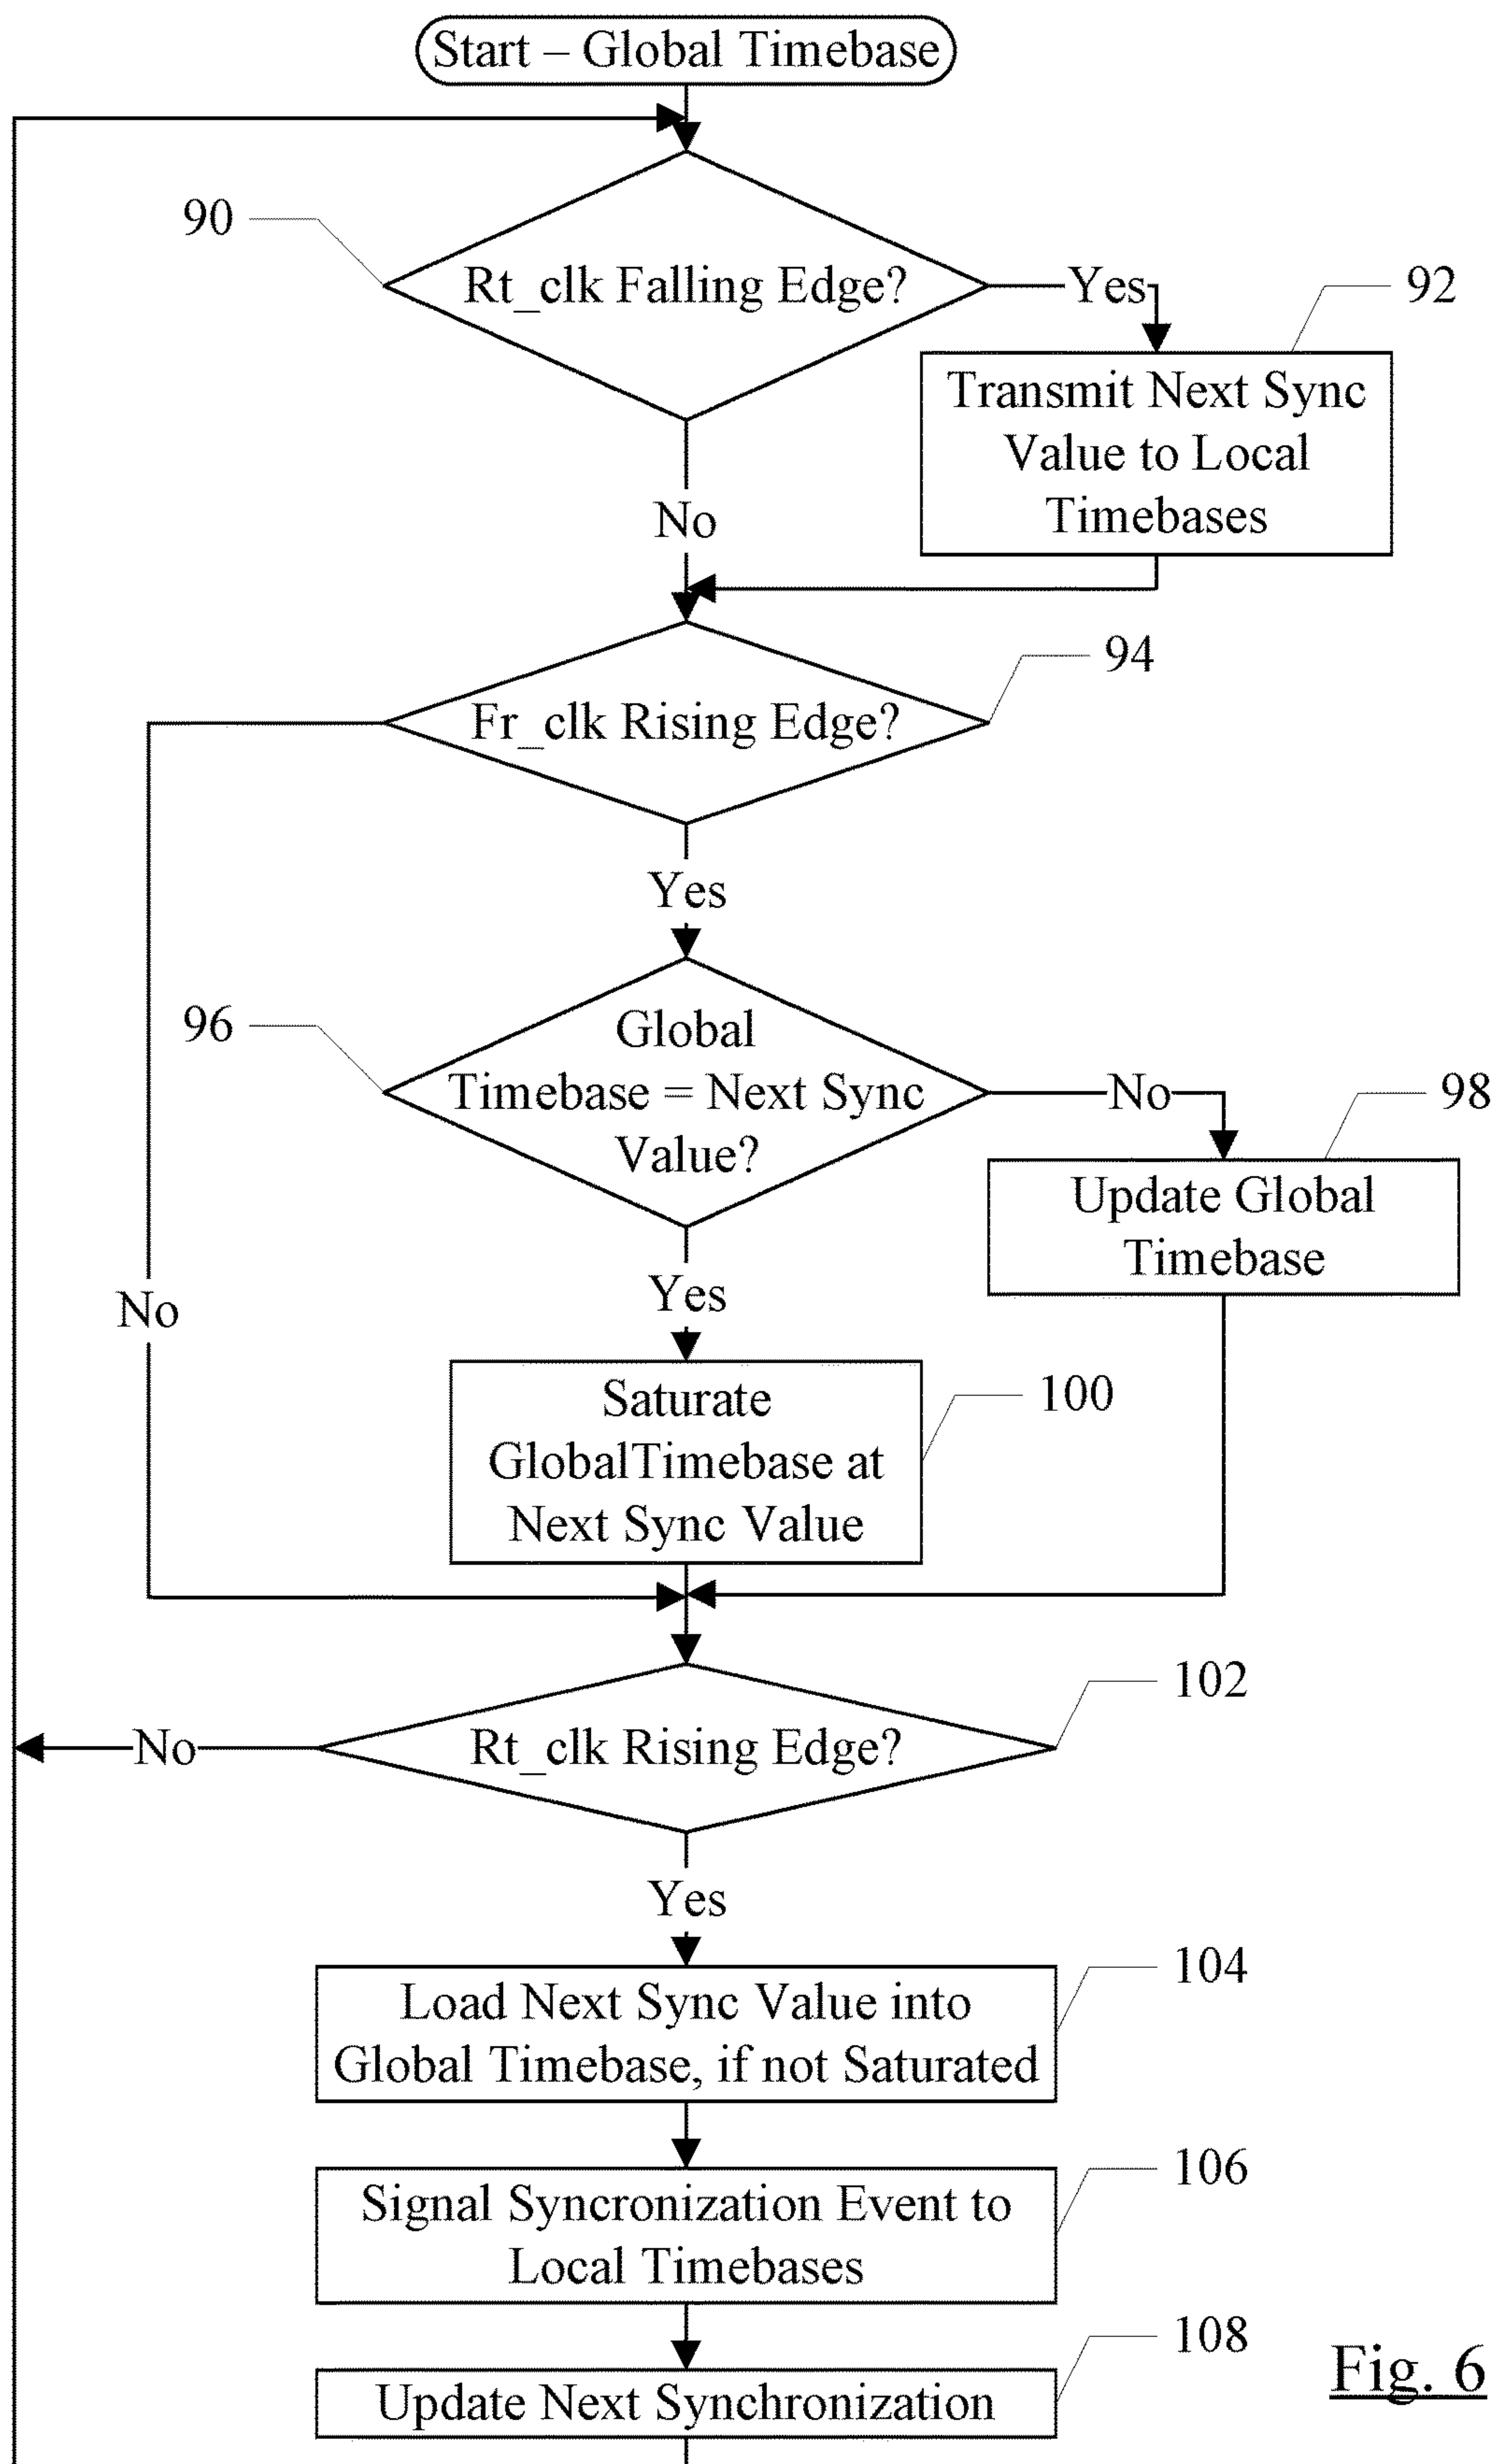 Start – Global Timebase
90
Rt_clk Falling Edge?
Yes
92
Transmit Next Sync
Value to Local
Timebases
No
94
Fr_clk Rising Edge?
Yes
96
Global
Timebase = Next Sync
Value?
No
98
Update Global
Timebase
Yes
No
100
Saturate
GlobalTimebase at
Next Sync Value
102
Rt_clk Rising Edge?
No
Yes
104
Load Next Sync Value into
Global Timebase, if not Saturated
106
Signal Syncronization Event to
Local Timebases
108
Update Next Synchronization
Fig. 6